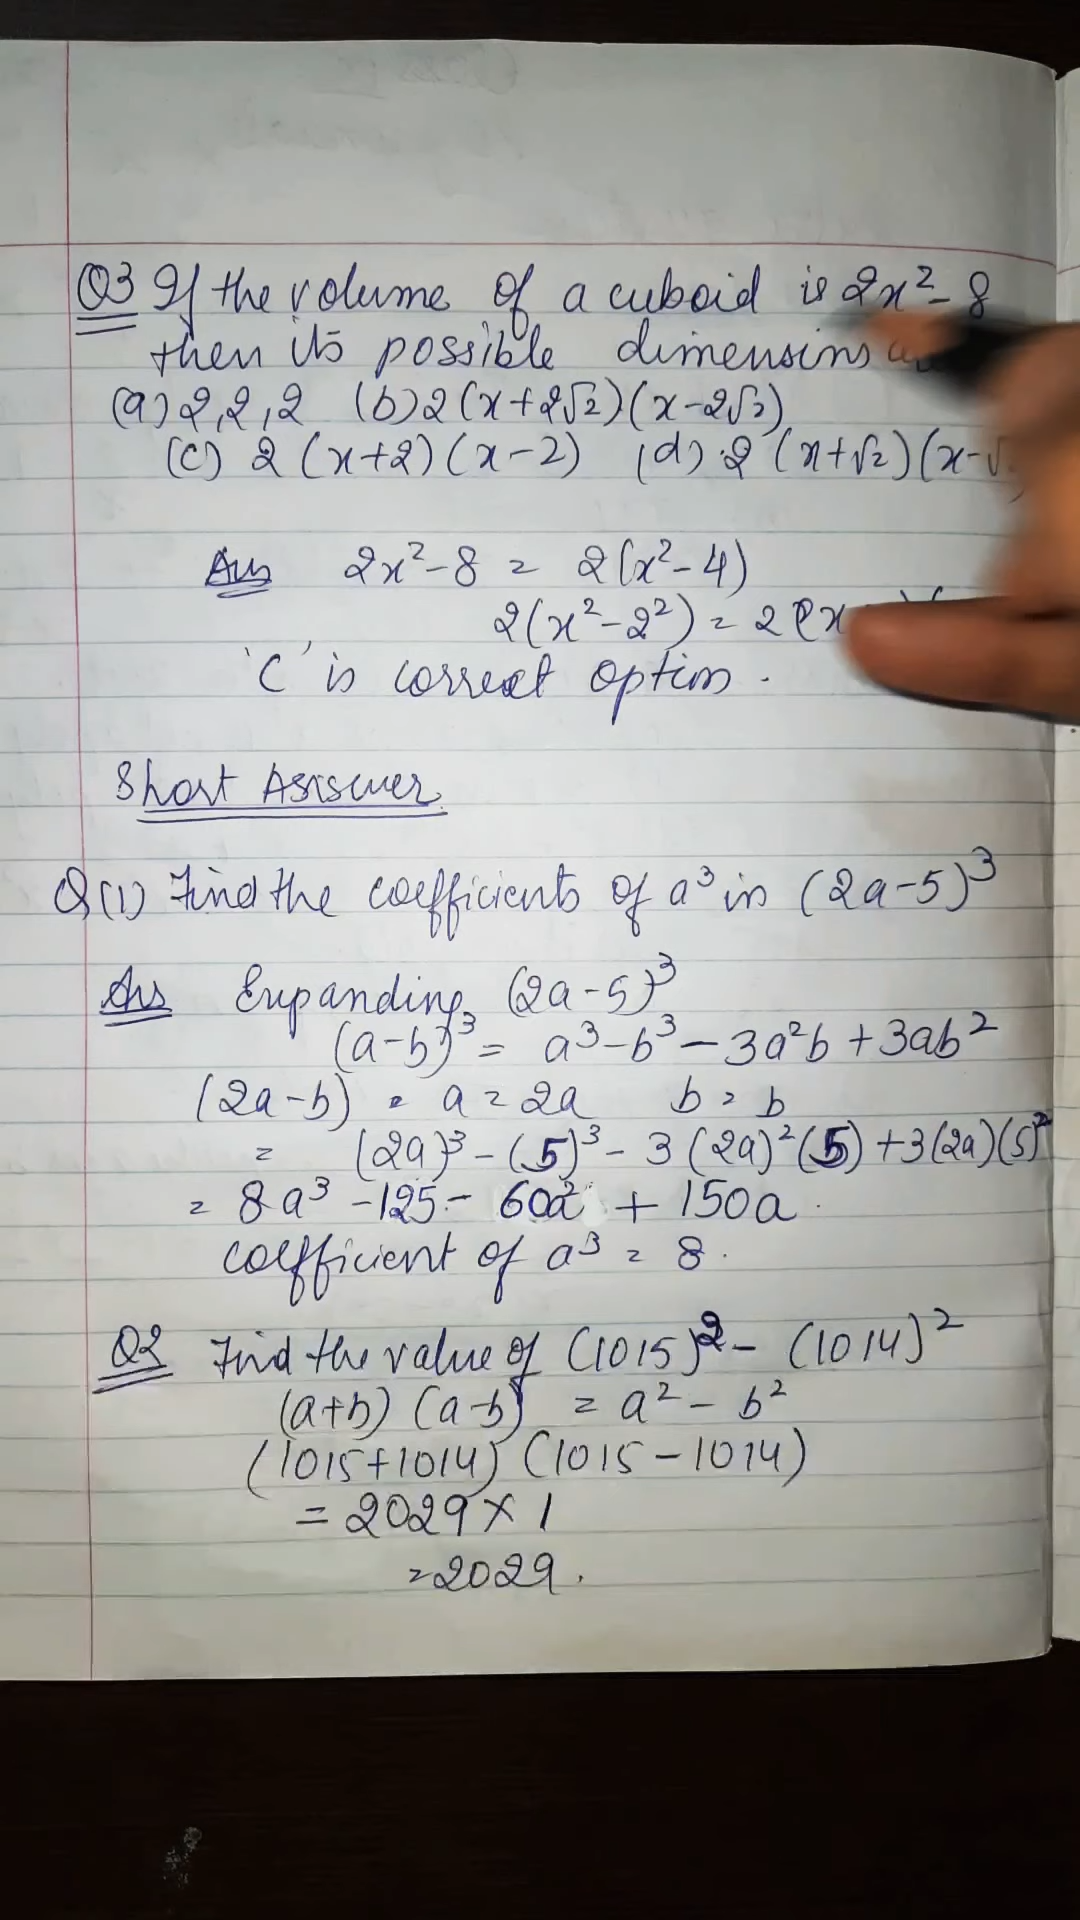 Q3 If the volume of a cuboid is 2x² - 8
then its possible dimensins
(a) 2,2,2 (b) 2(x+2√2)(x-2√2)
(c) 2(x+2)(x-2) (d) 2(x+√2)(x-√
Ans 2x²-8 = 2(x²-4)
2(x²-2²) = 2(x
'C' is correct option.
Short Answer
Q(1) Find the coefficients of a³ in (2a-5)³
Ans Expanding (2a-5)³
(a-b)³ = a³-b³-3a²b+3ab²
(2a-b) = a = 2a b = b
= (2a)³-(5)³-3(2a)²(5)+3(2a)(5)²
= 8a³-125-60a²+150a.
coefficient of a³ = 8.
Q2 Find the value of (1015)²-(1014)²
(a+b)(a-b) = a²-b²
(1015+1014)(1015-1014)
= 2029×1
= 2029.